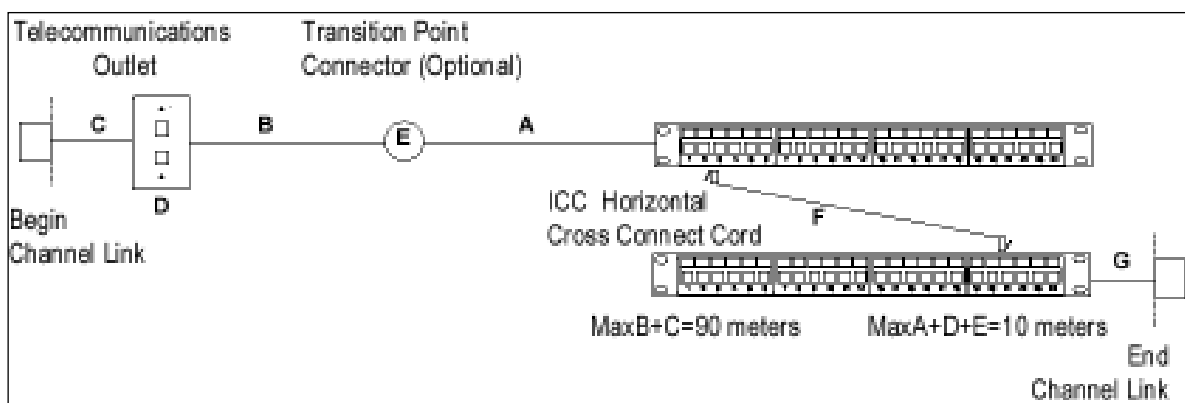 Telecommunications
Outlet
Transition Point
Connector (Optional)
C
B
E
A
D
Begin
Channel Link
ICC Horizontal
Cross Connect Cord
F
G
MaxB+C=90 meters
MaxA+D+E=10 meters
End
Channel Link